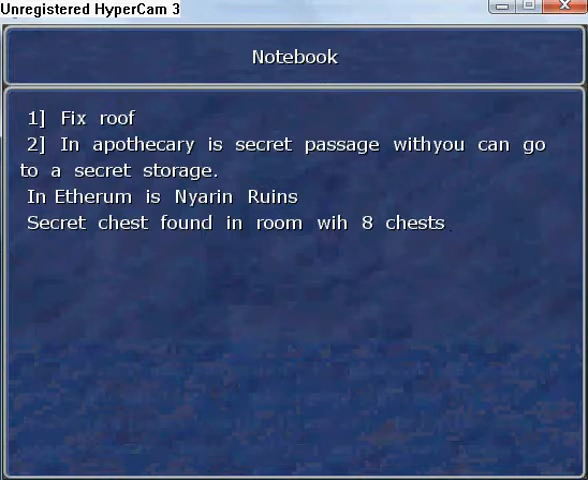 Unregistered HyperCam 3
Notebook
1] Fix roof
2] In apothecary is secret passage withyou can go
to a secret storage.
In Etherum is Nyarin Ruins
Secret chest found in room wih 8 chests